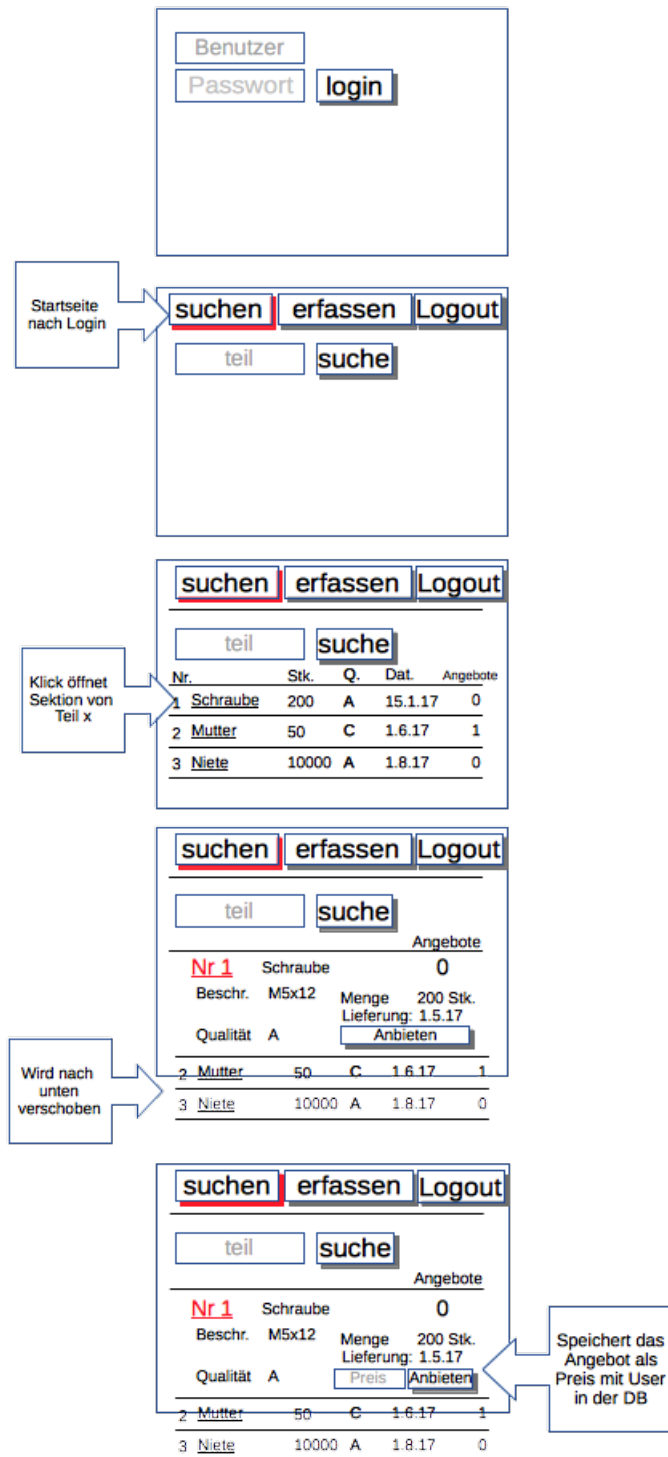 Benutzer
Passwort login
Startseite
nach Login
suchen erfassen Logout
teil suche
suchen erfassen Logout
teil suche
Klick öffnet
Sektion von
Teil x
Nr. Stk. Q. Dat. Angebote
1 Schraube 200 A 15.1.17 0
2 Mutter 50 C 1.6.17 1
3 Niete 10000 A 1.8.17 0
suchen erfassen Logout
teil suche
Angebote
Nr 1 Schraube 0
Beschr. M5x12 Menge 200 Stk.
Lieferung: 1.5.17
Qualität A Anbieten
Wird nach
unten
verschoben
2 Mutter 50 C 1.6.17 1
3 Niete 10000 A 1.8.17 0
suchen erfassen Logout
teil suche
Angebote
Nr 1 Schraube 0
Beschr. M5x12 Menge 200 Stk.
Lieferung: 1.5.17
Qualität A Preis Anbieten
Speichert das
Angebot als
Preis mit User
in der DB
2 Mutter 50 C 1.6.17 1
3 Niete 10000 A 1.8.17 0